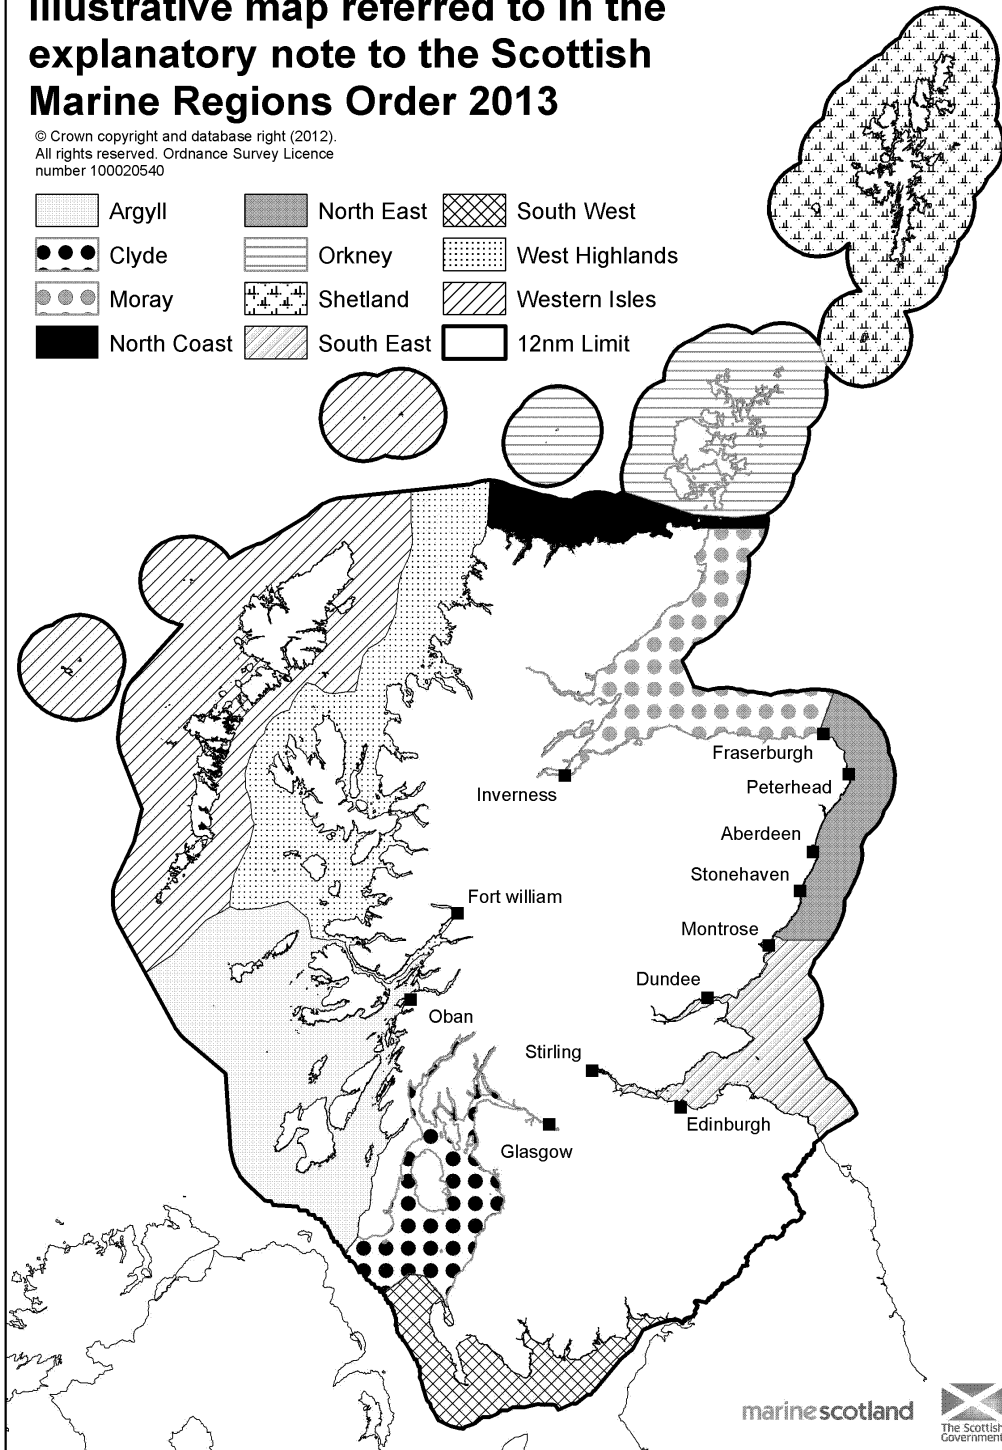 Illustrative map referred to in the
explanatory note to the Scottish
Marine Regions Order 2013
© Crown copyright and database right (2012).
All rights reserved. Ordnance Survey Licence
number 100020540
Argyll
North East
South West
Clyde
Orkney
West Highlands
Moray
Shetland
Western Isles
North Coast
South East
12nm Limit
Fraserburgh
Peterhead
Inverness
Aberdeen
Stonehaven
Fort william
Montrose
Dundee
Oban
Stirling
Edinburgh
Glasgow
marinescotland
The Scottish
Government